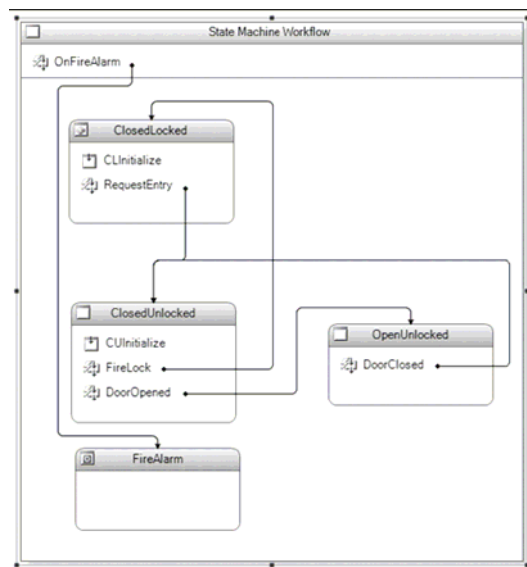 State Machine Workflow
OnFireAlarm
ClosedLocked
CLInitialize
RequestEntry
ClosedUnlocked
CUInitialize
FireLock
DoorOpened
OpenUnlocked
DoorClosed
FireAlarm